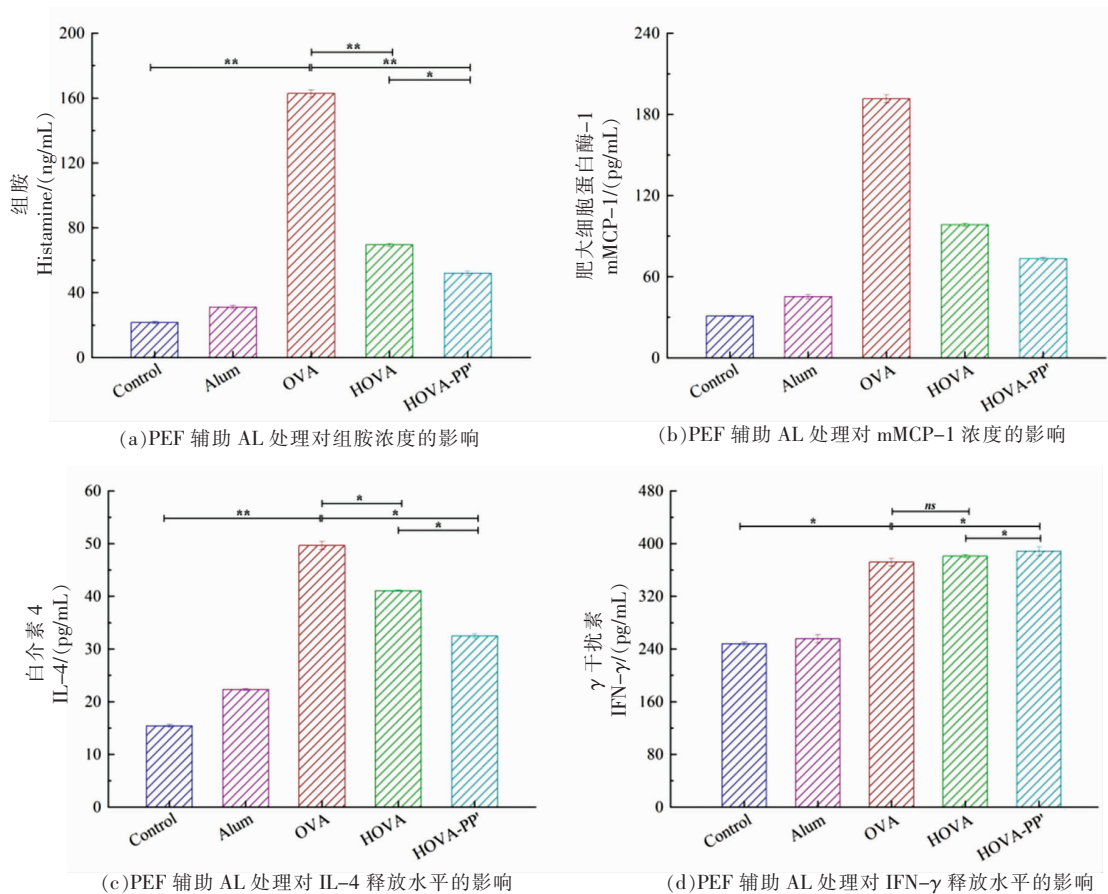 (a)
200
160
120
80
40
0
组胺
Histamine/(ng/mL)
**
** **
*
Control Alum OVA HOVA HOVA-PP'
(a)PEF 辅助 AL 处理对组胺浓度的影响
(b)
240
180
120
60
0
肥大细胞蛋白酶-1
mMCP-1/(pg/mL)
Control Alum OVA HOVA HOVA-PP'
(b)PEF 辅助 AL 处理对 mMCP-1 浓度的影响
(c)
60
50
40
30
20
10
0
白介素 4
IL-4/(pg/mL)
*
** *
*
Control Alum OVA HOVA HOVA-PP'
(c)PEF 辅助 AL 处理对 IL-4 释放水平的影响
(d)
480
400
320
240
160
80
0
γ 干扰素
IFN-γ/(pg/mL)
ns
* *
*
Control Alum OVA HOVA HOVA-PP'
(d)PEF 辅助 AL 处理对 IFN-γ 释放水平的影响